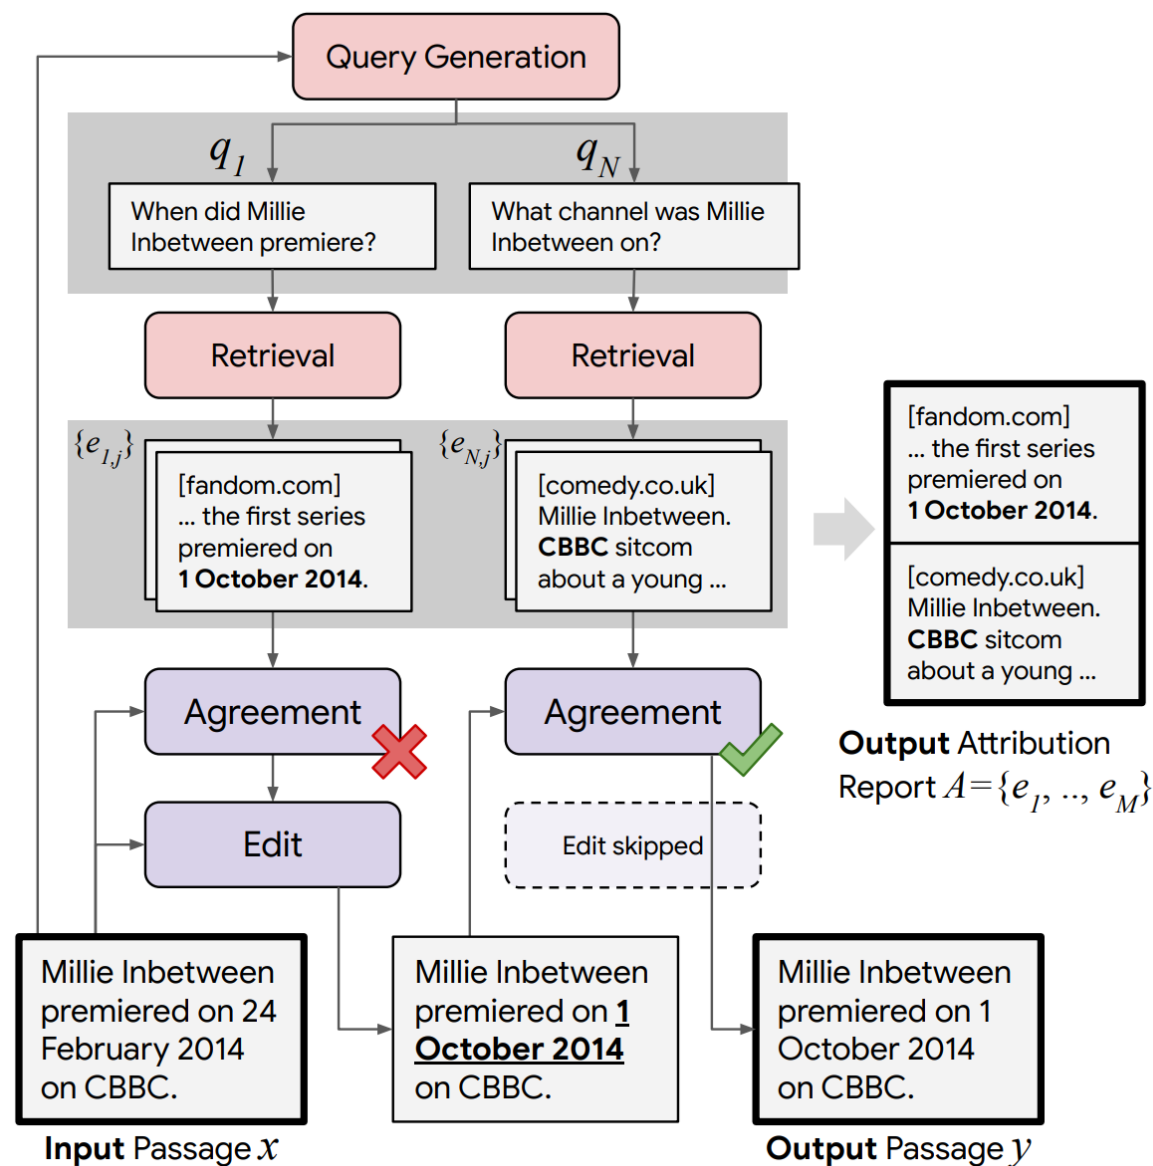 Query Generation
q1
qN
When did Millie
Inbetween premiere?
What channel was Millie
Inbetween on?
Retrieval
Retrieval
{e1,j}
{eN,j}
[fandom.com]
... the first series
premiered on
1 October 2014.
[comedy.co.uk]
Millie Inbetween.
CBBC sitcom
about a young ...
[fandom.com]
... the first series
premiered on
1 October 2014.
[comedy.co.uk]
Millie Inbetween.
CBBC sitcom
about a young ...
Output Attribution
Report A={e1, .., eM}
Agreement
Agreement
Edit
Edit skipped
Millie Inbetween
premiered on 24
February 2014
on CBBC.
Input Passage x
Millie Inbetween
premiered on 1
October 2014
on CBBC.
Millie Inbetween
premiered on 1
October 2014
on CBBC.
Output Passage y